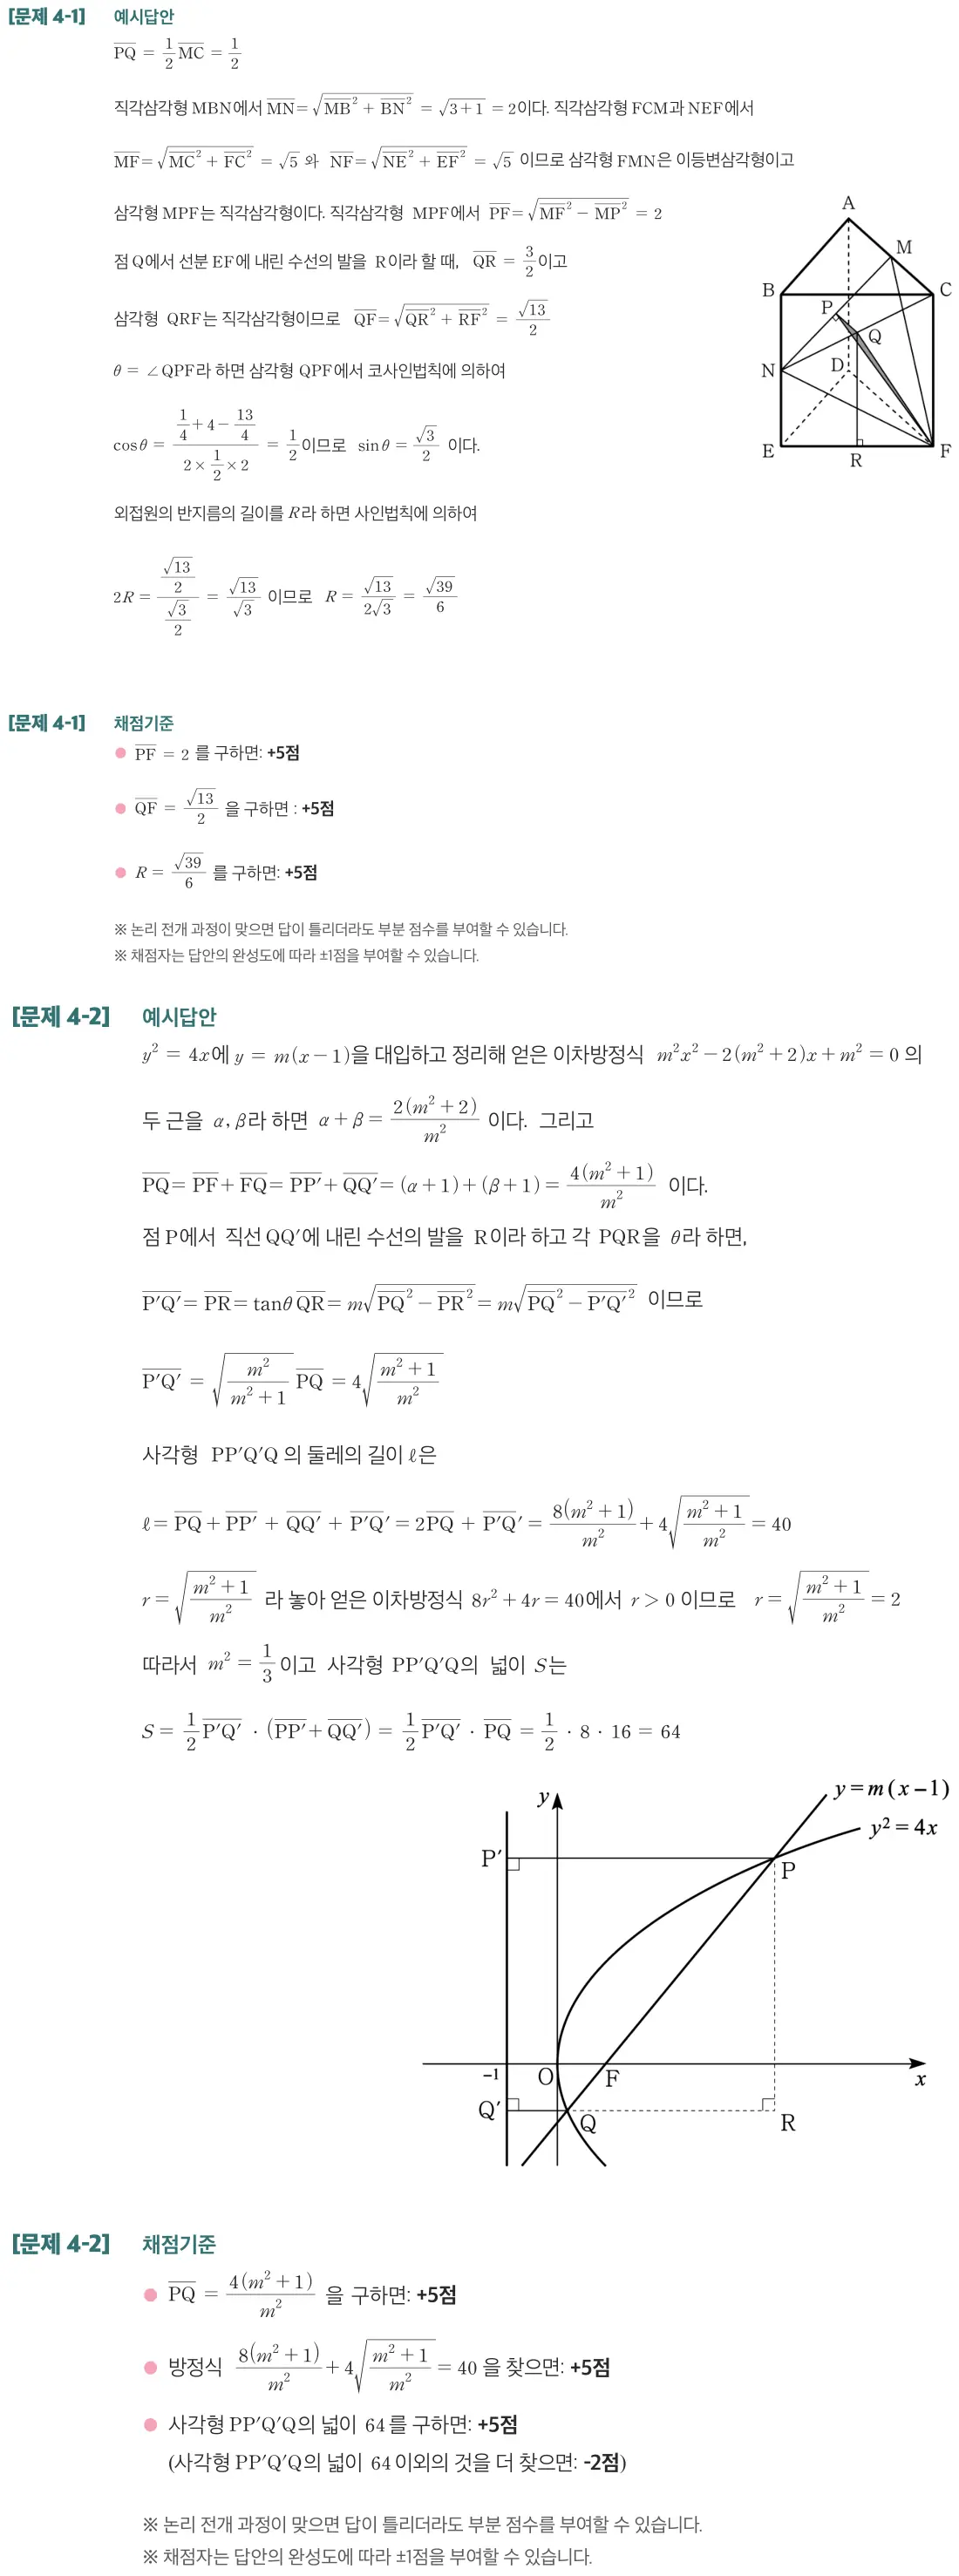 [문제 4-1] 예시답안
PQ = 1/2 MC = 1/2
직각삼각형 MBN에서 MN = √(MB² + BN²) = √(3+1) = 2이다. 직각삼각형 FCM과 NEF에서
MF = √(MC² + FC²) = √5 와 NF = √(NE² + EF²) = √5 이므로 삼각형 FMN은 이등변삼각형이고
삼각형 MPF는 직각삼각형이다. 직각삼각형 MPF에서 PF = √(MF² − MP²) = 2
점 Q에서 선분 EF에 내린 수선의 발을 R이라 할 때, QR = 3/2이고
삼각형 QRF는 직각삼각형이므로 QF = √(QR² + RF²) = √13/2
θ = ∠QPF라 하면 삼각형 QPF에서 코사인법칙에 의하여
cosθ = (1/4 + 4 − 13/4)/(2 × 1/2 × 2) = 1/2이므로 sinθ = √3/2 이다.
외접원의 반지름의 길이를 R라 하면 사인법칙에 의하여
2R = (√13/2)/(√3/2) = √13/√3 이므로 R = √13/2√3 = √39/6
A
M
B
C
P
Q
N
D
E
R
F
[문제 4-1] 채점기준
● PF = 2 를 구하면: +5점
● QF = √13/2 을 구하면 : +5점
● R = √39/6 를 구하면: +5점
※ 논리 전개 과정이 맞으면 답이 틀리더라도 부분 점수를 부여할 수 있습니다.
※ 채점자는 답안의 완성도에 따라 ±1점을 부여할 수 있습니다.
[문제 4-2] 예시답안
y² = 4x에 y = m(x−1)을 대입하고 정리해 얻은 이차방정식 m²x² − 2(m²+2)x + m² = 0 의
두 근을 α, β라 하면 α+β = 2(m²+2)/m² 이다. 그리고
PQ = PF + FQ = PP′ + QQ′ = (α+1)+(β+1) = 4(m²+1)/m² 이다.
점 P에서 직선 QQ′에 내린 수선의 발을 R이라 하고 각 PQR을 θ라 하면,
P′Q′ = PR = tanθ QR = m√(PQ² − PR²) = m√(PQ² − P′Q′²) 이므로
P′Q′ = √(m²/(m²+1)) PQ = 4√((m²+1)/m²)
사각형 PP′Q′Q 의 둘레의 길이 ℓ은
ℓ = PQ + PP′ + QQ′ + P′Q′ = 2PQ + P′Q′ = 8(m²+1)/m² + 4√((m²+1)/m²) = 40
r = √((m²+1)/m²) 라 놓아 얻은 이차방정식 8r² + 4r = 40에서 r > 0 이므로 r = √((m²+1)/m²) = 2
따라서 m² = 1/3 이고 사각형 PP′Q′Q의 넓이 S는
S = 1/2 P′Q′ · (PP′ + QQ′) = 1/2 P′Q′ · PQ = 1/2 · 8 · 16 = 64
y = m(x−1)
y
y² = 4x
P′
P
−1
O
F
x
Q′
Q
R
[문제 4-2] 채점기준
● PQ = 4(m²+1)/m² 을 구하면: +5점
● 방정식 8(m²+1)/m² + 4√((m²+1)/m²) = 40 을 찾으면: +5점
● 사각형 PP′Q′Q의 넓이 64를 구하면: +5점
(사각형 PP′Q′Q의 넓이 64 이외의 것을 더 찾으면: -2점)
※ 논리 전개 과정이 맞으면 답이 틀리더라도 부분 점수를 부여할 수 있습니다.
※ 채점자는 답안의 완성도에 따라 ±1점을 부여할 수 있습니다.